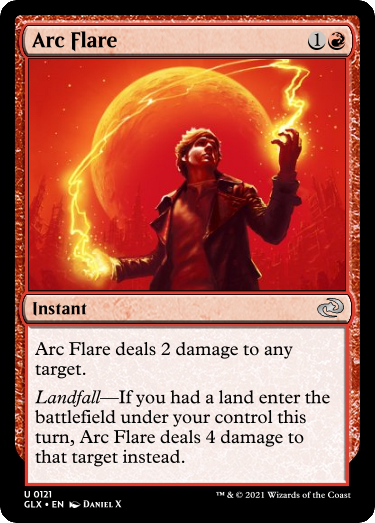 Arc Flare 1
Instant
Arc Flare deals 2 damage to any
target.
Landfall—If you had a land enter the
battlefield under your control this
turn, Arc Flare deals 4 damage to
that target instead.
U 0121
GLX • EN Daniel X
™ & © 2021 Wizards of the Coast